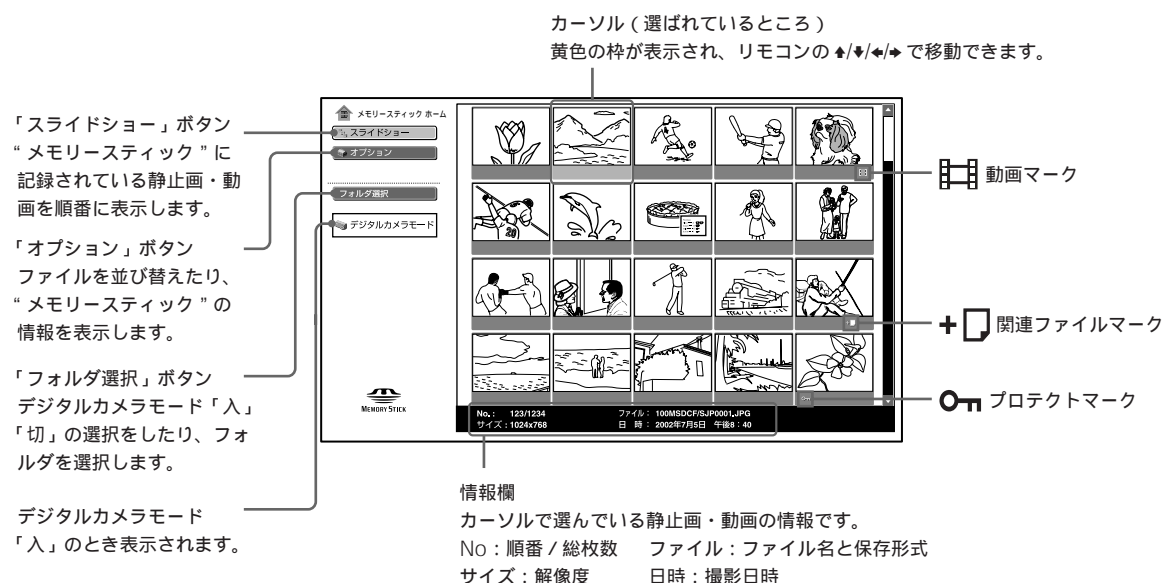 カーソル(選ばれているところ)
黄色の枠が表示され、リモコンの♠/♦/♠/♠で移動できます。
「スライドショー」ボタン
“メモリースティック”に
記録されている静止画・動
画を順番に表示します。
「オプション」ボタン
ファイルを並び替えたり、
“メモリースティック”の
情報を表示します。
「フォルダ選択」ボタン
デジタルカメラモード「入」
「切」の選択をしたり、フォ
ルダを選択します。
デジタルカメラモード
「入」のとき表示されます。
メモリースティック ホーム
スライドショー
オプション
フォルダ選択
デジタルカメラモード
MEMORY STICK
20
No.: 123/1234 ファイル: 100MSDCF/SJP0001.JPG
サイズ:1024x768 日 時: 2002年7月5日 午後8:40
動画マーク
関連ファイルマーク
プロテクトマーク
情報欄
カーソルで選んでいる静止画・動画の情報です。
No:順番/総枚数 ファイル:ファイル名と保存形式
サイズ:解像度 日時:撮影日時